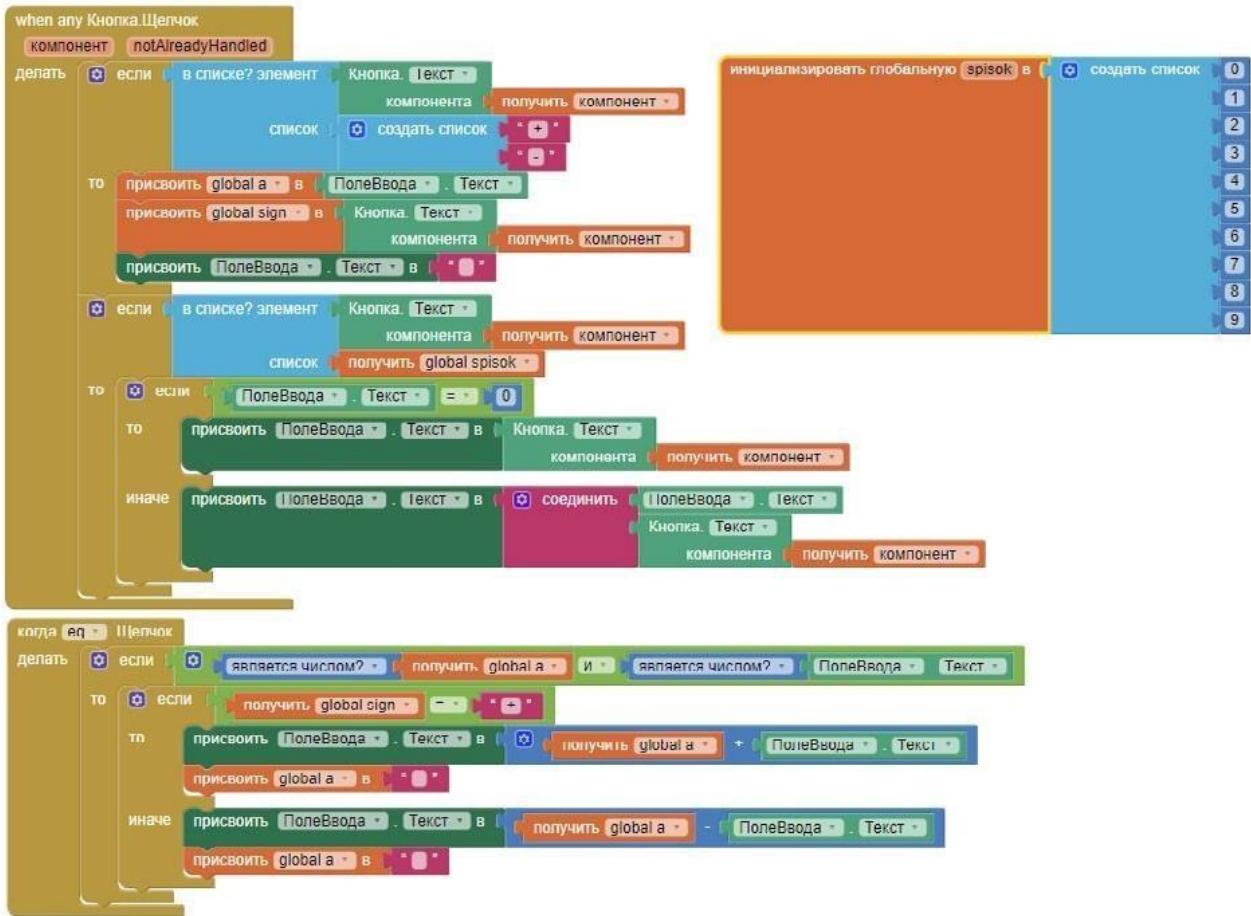 when any Кнопка.Щелчок
компонент notAlreadyHandled
делать если в списке? элемент Кнопка. Текст
компонента получить компонент
список создать список " + "
" - "
то присвоить global a в ПолеВвода . Текст
присвоить global sign в Кнопка. Текст
компонента получить компонент
присвоить ПолеВвода . Текст в " "
если в списке? элемент Кнопка. Текст
компонента получить компонент
список получить global spisok
то если ПолеВвода . Текст = 0
то присвоить ПолеВвода . Текст в Кнопка. Текст
компонента получить компонент
иначе присвоить ПолеВвода . Текст в соединить ПолеВвода . Текст
Кнопка. Текст
компонента получить компонент
инициализировать глобальную spisok в создать список 0
1
2
3
4
5
6
7
8
9
когда eq Щелчок
делать если является числом? получить global a и является числом? ПолеВвода . Текст
то если получить global sign = " + "
то присвоить ПолеВвода . Текст в получить global a + ПолеВвода . Текст
присвоить global a в " "
иначе присвоить ПолеВвода . Текст в получить global a - ПолеВвода . Текст
присвоить global a в " "